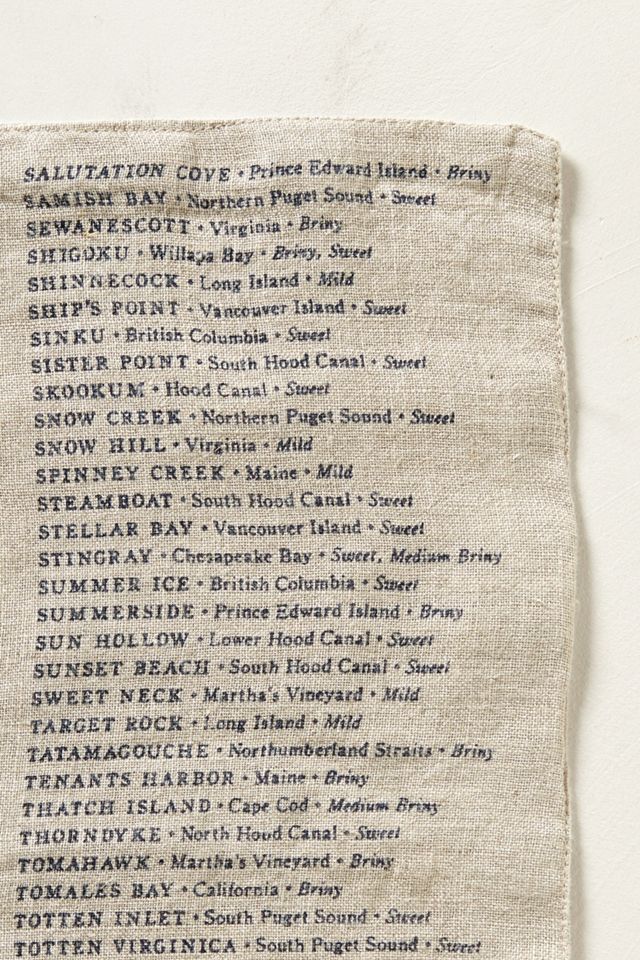 SALUTATION COVE • Prince Edward Island • Briny
SAMISH BAY • Northern Puget Sound • Sweet
SEWANESCOTT • Virginia • Briny
SHIGOKU • Willapa Bay • Briny, Sweet
SHINNECOCK • Long Island • Mild
SHIP'S POINT • Vancouver Island • Sweet
SINKU • British Columbia • Sweet
SISTER POINT • South Hood Canal • Sweet
SKOOKUM • Hood Canal • Sweet
SNOW CREEK • Northern Puget Sound • Sweet
SNOW HILL • Virginia • Mild
SPINNEY CREEK • Maine • Mild
STEAMBOAT • South Hood Canal • Sweet
STELLAR BAY • Vancouver Island • Sweet
STINGRAY • Chesapeake Bay • Sweet, Medium Briny
SUMMER ICE • British Columbia • Sweet
SUMMERSIDE • Prince Edward Island • Briny
SUN HOLLOW • Lower Hood Canal • Sweet
SUNSET BEACH • South Hood Canal • Sweet
SWEET NECK • Martha's Vineyard • Mild
TARGET ROCK • Long Island • Mild
TATAMAGOUCHE • Northumberland Straits • Briny
TENANTS HARBOR • Maine • Briny
THATCH ISLAND • Cape Cod • Medium Briny
THORNDYKE • North Hood Canal • Sweet
TOMAHAWK • Martha's Vineyard • Briny
TOMALES BAY • California • Briny
TOTTEN INLET • South Puget Sound • Sweet
TOTTEN VIRGINICA • South Puget Sound • Sweet